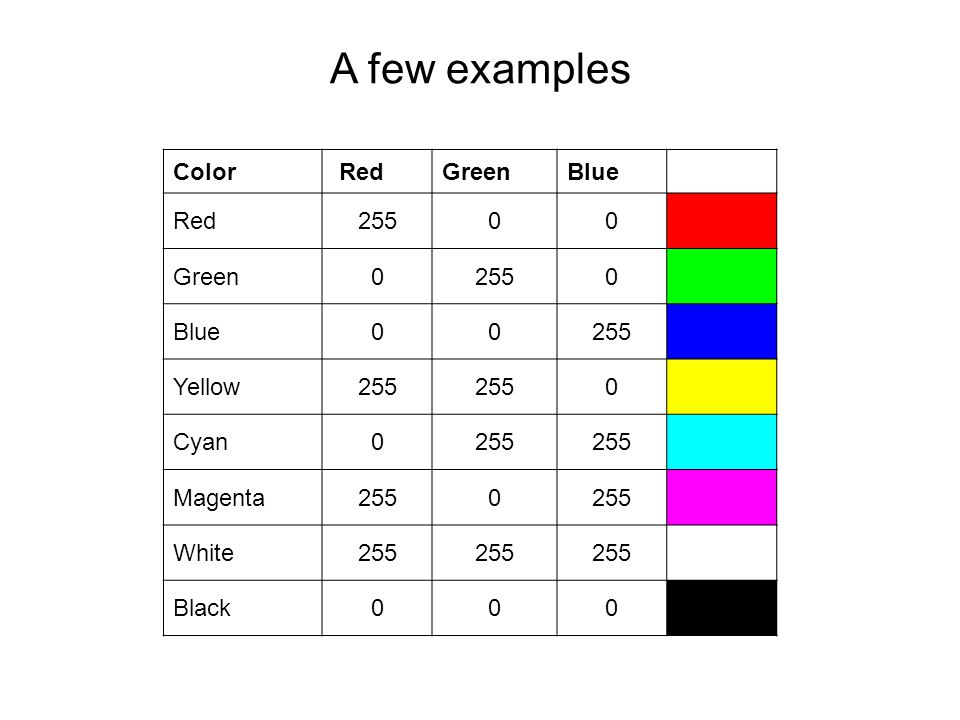 A few examples
Color Red Green Blue
Red 255 0 0
Green 0 255 0
Blue 0 0 255
Yellow 255 255 0
Cyan 0 255 255
Magenta 255 0 255
White 255 255 255
Black 0 0 0